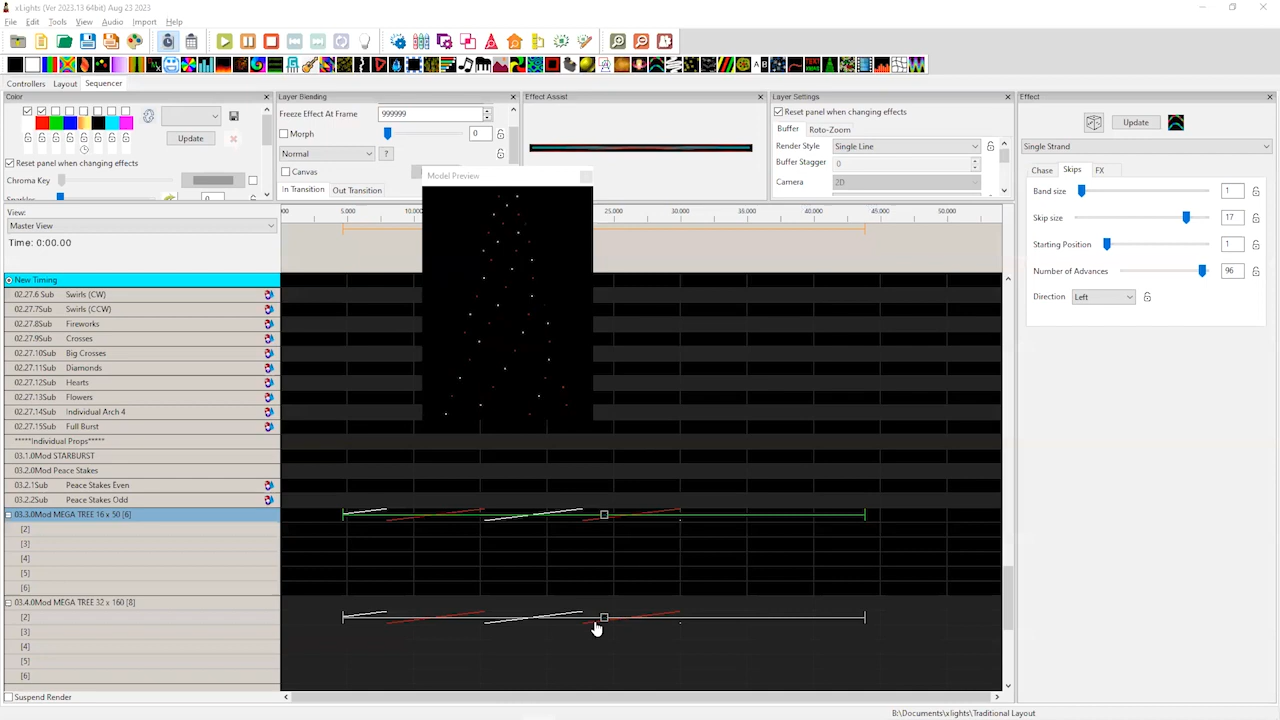 xLights (Ver 2023.13 64bit) Aug 23 2023
File Edit Tools View Audio Import Help
Controllers Layout Sequencer
Color
Update
Reset panel when changing effects
Chroma Key
Layer Blending
Freeze Effect At Frame 999999
Morph 0
Normal ?
Canvas
In Transition Out Transition
Effect Assist
Layer Settings
Reset panel when changing effects
Buffer Roto-Zoom
Render Style Single Line
Buffer Stagger 0
Camera 2D
Effect
Update
Single Strand
Chase Skips FX
Band size 1
Skip size 17
Starting Position 1
Number of Advances 96
Direction Left
View:
Master View
Time: 0:00.00
Model Preview
5.000 10.000 25.000 30.000 35.000 40.000 45.000 50.000
New Timing
02.27.6 Sub Swirls (CW)
02.27.7Sub Swirls (CCW)
02.27.8Sub Fireworks
02.27.9Sub Crosses
02.27.10Sub Big Crosses
02.27.11Sub Diamonds
02.27.12Sub Hearts
02.27.13Sub Flowers
02.27.14Sub Individual Arch 4
02.27.15Sub Full Burst
*****Individual Props*****
03.1.0Mod STARBURST
03.2.0Mod Peace Stakes
03.2.1Sub Peace Stakes Even
03.2.2Sub Peace Stakes Odd
03.3.0Mod MEGA TREE 16 x 50 [6]
[2]
[3]
[4]
[5]
[6]
03.4.0Mod MEGA TREE 32 x 160 [8]
[2]
[3]
[4]
[5]
[6]
Suspend Render
B:\Documents\xlights\Traditional Layout